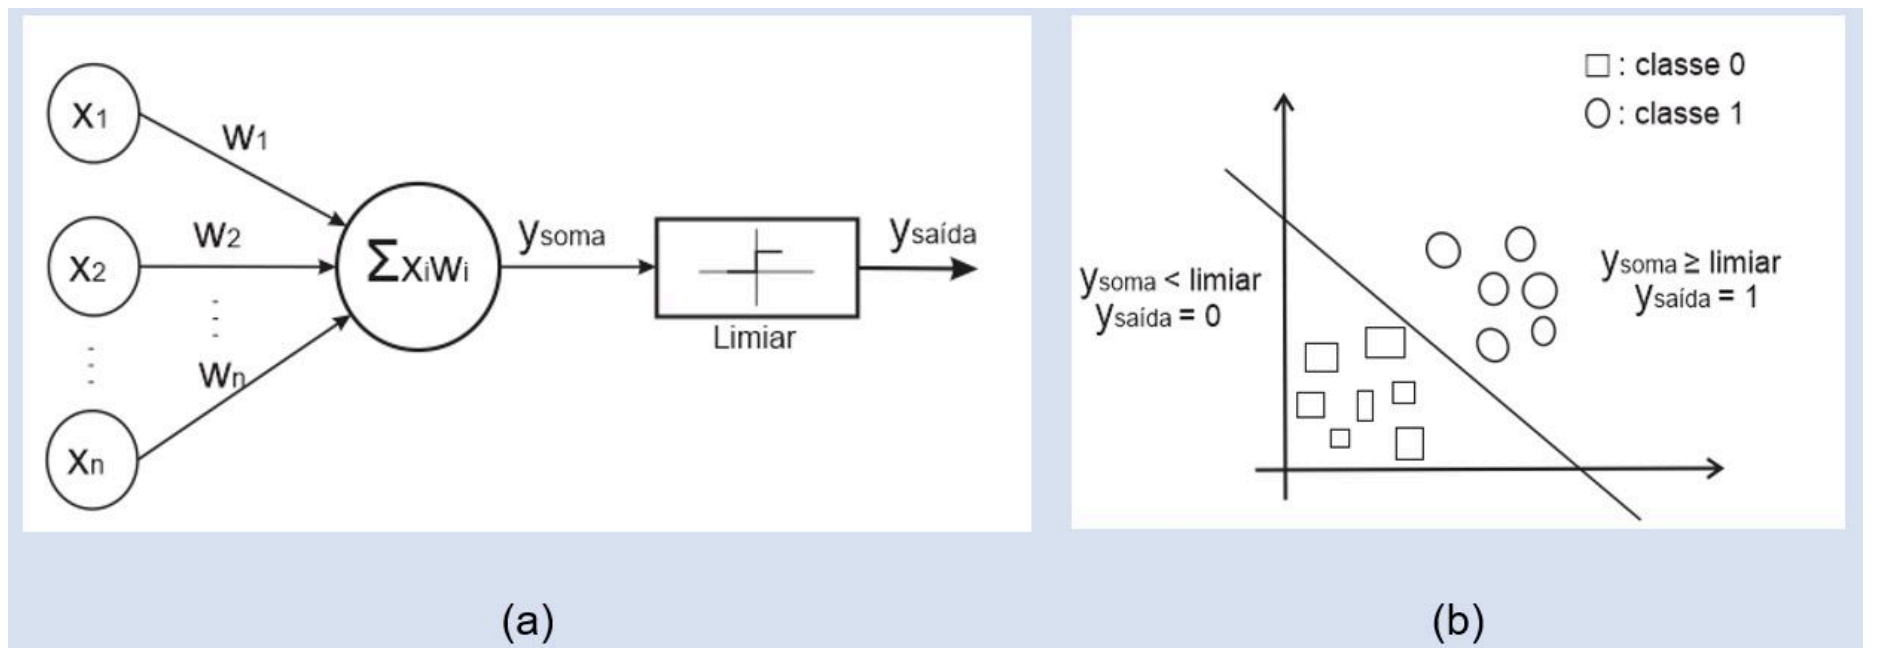 x1
w1
x2
w2
wn
xn
Σxiwi
ysoma
Limiar
ysaída
(a)
□ : classe 0
○ : classe 1
ysoma < limiar
ysaída = 0
ysoma ≥ limiar
ysaída = 1
(b)